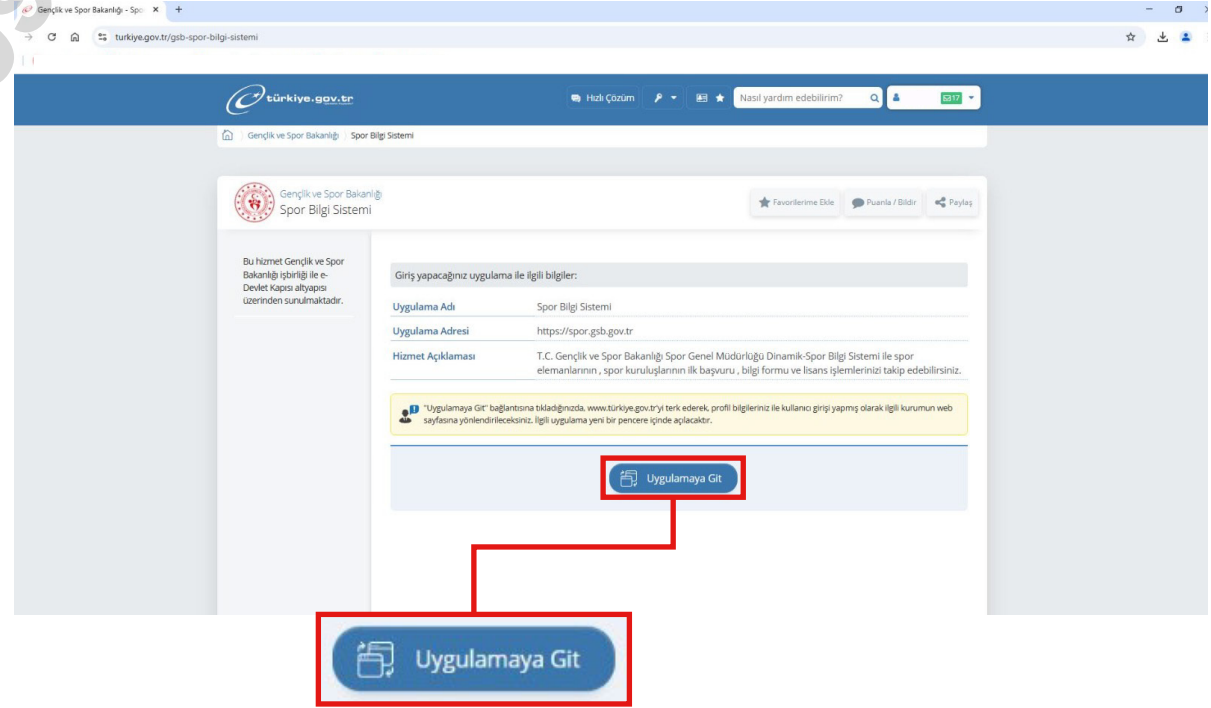 Gençlik ve Spor Bakanlığı - Spo
turkiye.gov.tr/gsb-spor-bilgi-sistemi
türkiye.gov.tr
Hızlı Çözüm
Nasıl yardım edebilirim?
17
Gençlik ve Spor Bakanlığı
Spor Bilgi Sistemi
Gençlik ve Spor Bakanlığı
Spor Bilgi Sistemi
Favorilerime Ekle
Puanla / Bildir
Paylaş
Bu hizmet Gençlik ve Spor
Bakanlığı işbirliği ile e-
Devlet Kapısı altyapısı
üzerinden sunulmaktadır.
Giriş yapacağınız uygulama ile ilgili bilgiler:
Uygulama Adı Spor Bilgi Sistemi
Uygulama Adresi https://spor.gsb.gov.tr
Hizmet Açıklaması T.C. Gençlik ve Spor Bakanlığı Spor Genel Müdürlüğü Dinamik-Spor Bilgi Sistemi ile spor
elemanlarının , spor kuruluşlarının ilk başvuru , bilgi formu ve lisans işlemlerinizi takip edebilirsiniz.
"Uygulamaya Git" bağlantısına tıkladığınızda, www.türkiye.gov.tr'yi terk ederek, profil bilgileriniz ile kullanıcı girişi yapmış olarak ilgili kurumun web
sayfasına yönlendirileceksiniz. İlgili uygulama yeni bir pencere içinde açılacaktır.
Uygulamaya Git
Uygulamaya Git